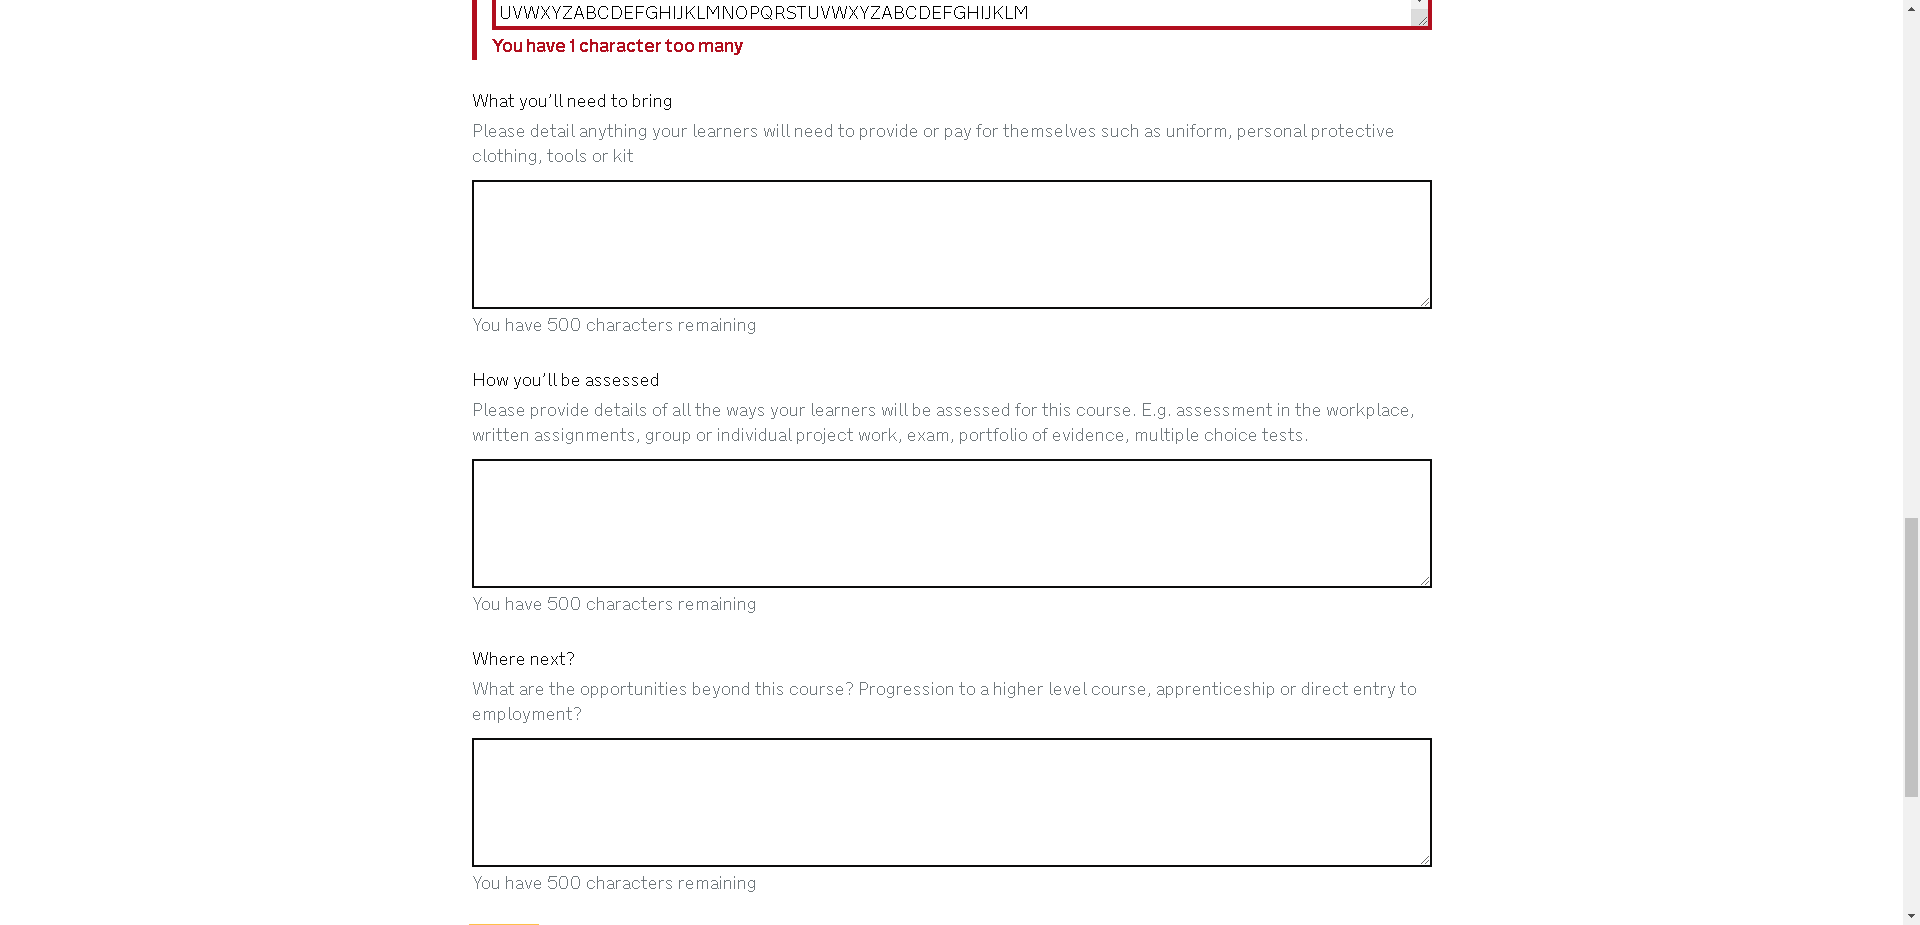 UVWXYZABCDEFGHIJKLMNOPQRSTUVWXYZABCDEFGHIJKLM
You have 1 character too many
What you’ll need to bring
Please detail anything your learners will need to provide or pay for themselves such as uniform, personal protective
clothing, tools or kit
You have 500 characters remaining
How you’ll be assessed
Please provide details of all the ways your learners will be assessed for this course. E.g. assessment in the workplace,
written assignments, group or individual project work, exam, portfolio of evidence, multiple choice tests.
You have 500 characters remaining
Where next?
What are the opportunities beyond this course? Progression to a higher level course, apprenticeship or direct entry to
employment?
You have 500 characters remaining